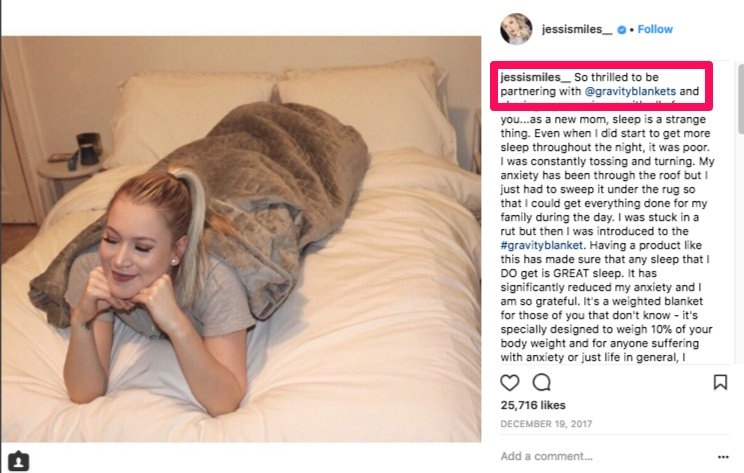 jessismiles__ • Follow
jessismiles__ So thrilled to be
partnering with @gravityblankets and
you...as a new mom, sleep is a strange
thing. Even when I did start to get more
sleep throughout the night, it was poor.
I was constantly tossing and turning. My
anxiety has been through the roof but I
just had to sweep it under the rug so
that I could get everything done for my
family during the day. I was stuck in a
rut but then I was introduced to the
#gravityblanket. Having a product like
this has made sure that any sleep that I
DO get is GREAT sleep. It has
significantly reduced my anxiety and I
am so grateful. It's a weighted blanket
for those of you that don't know - it's
specially designed to weigh 10% of your
body weight and for anyone suffering
with anxiety or just life in general, I
25,716 likes
DECEMBER 19, 2017
Add a comment...